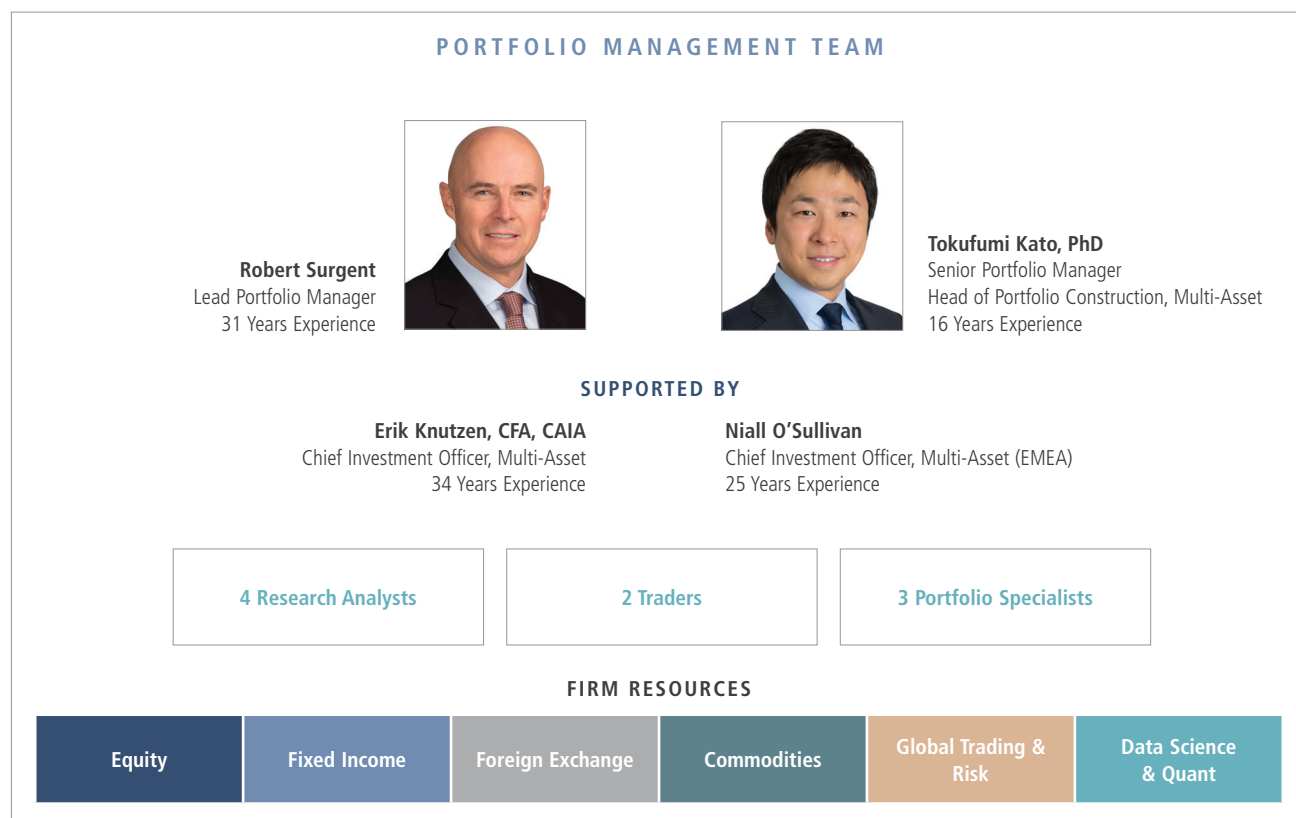 PORTFOLIO MANAGEMENT TEAM
Robert Surgent
Lead Portfolio Manager
31 Years Experience
Tokufumi Kato, PhD
Senior Portfolio Manager
Head of Portfolio Construction, Multi-Asset
16 Years Experience
SUPPORTED BY
Erik Knutzen, CFA, CAIA
Chief Investment Officer, Multi-Asset
34 Years Experience
Niall O’Sullivan
Chief Investment Officer, Multi-Asset (EMEA)
25 Years Experience
4 Research Analysts
2 Traders
3 Portfolio Specialists
FIRM RESOURCES
Equity
Fixed Income
Foreign Exchange
Commodities
Global Trading &
Risk
Data Science
& Quant